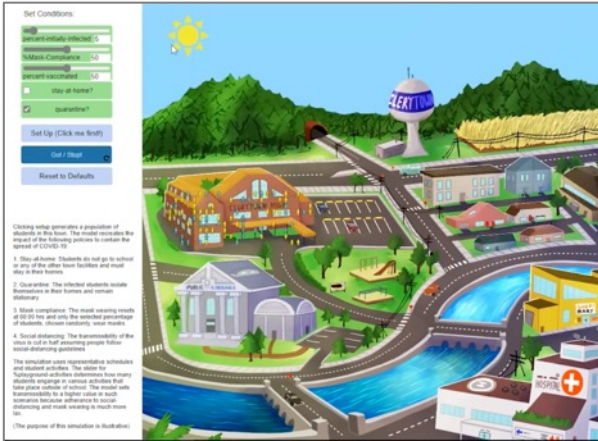 Set Conditions:
percent-initially-infected 5
%Mask-Compliance 50
percent-vaccinated 50
stay-at-home?
quarantine?
Set Up (Click me first!)
Go! / Stop!
Reset to Defaults
Clicking setup generates a population of
students in this town. The model recreates the
impact of the following policies to contain the
spread of COVID-19:
1. Stay-at-home: Students do not go to school
or any of the other town facilities and must
stay in their homes.
2. Quarantine: The infected students isolate
themselves in their homes and remain
stationary.
3. Mask compliance: The mask wearing resets
at 00:00 hrs and only the selected percentage
of students, chosen randomly, wear masks.
4. Social-distancing: The transmissibility of the
virus is cut in half assuming people follow
social-distancing guidelines
The simulation uses representative schedules
and student activities. The slider for
%playground-activities determines how many
students engange in various activities that
take place outside of school. The model sets
transmissibility to a higher value in such
scenarios because adherence to social-
distancing and mask wearing is much more
lax.
(The purpose of this simulation is illustrative)
CLERYTOWN
PUBLIC
HOSPITAL